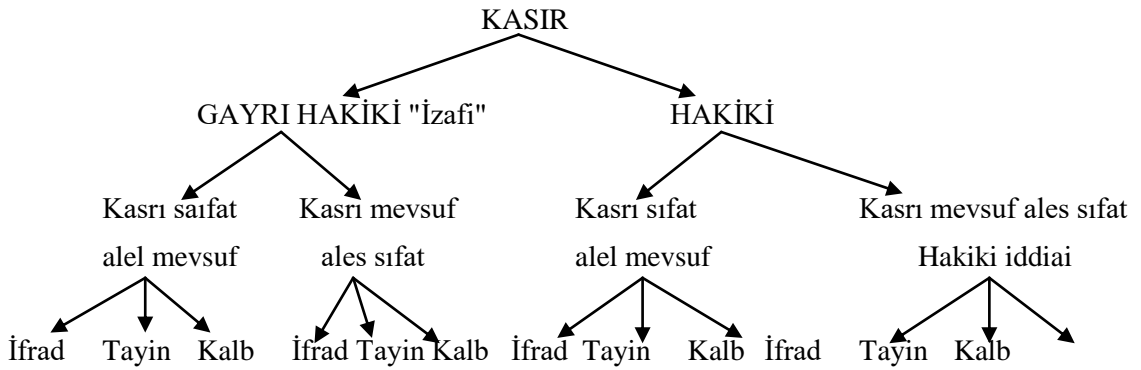 KASIR
GAYRI HAKİKİ "İzafi" HAKİKİ
Kasrı saıfat Kasrı mevsuf Kasrı sıfat Kasrı mevsuf ales sıfat
alel mevsuf ales sıfat alel mevsuf Hakiki iddiai
İfrad Tayin Kalb İfrad Tayin Kalb İfrad Tayin Kalb İfrad Tayin Kalb